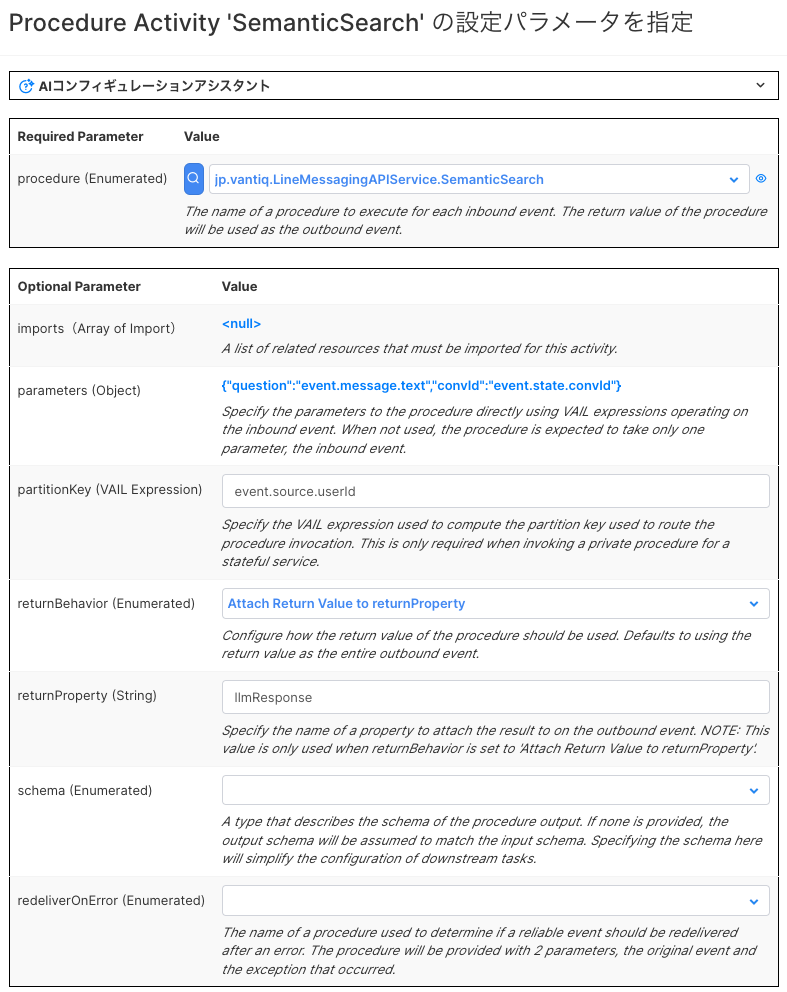 Procedure Activity 'SemanticSearch' の設定パラメータを指定
AIコンフィギュレーションアシスタント
Required Parameter Value
procedure (Enumerated) jp.vantiq.LineMessagingAPIService.SemanticSearch
The name of a procedure to execute for each inbound event. The return value of the procedure
will be used as the outbound event.
Optional Parameter Value
imports（Array of Import） <null>
A list of related resources that must be imported for this activity.
parameters (Object) {"question":"event.message.text","convId":"event.state.convId"}
Specify the parameters to the procedure directly using VAIL expressions operating on
the inbound event. When not used, the procedure is expected to take only one
parameter, the inbound event.
partitionKey (VAIL Expression) event.source.userId
Specify the VAIL expression used to compute the partition key used to route the
procedure invocation. This is only required when invoking a private procedure for a
stateful service.
returnBehavior (Enumerated) Attach Return Value to returnProperty
Configure how the return value of the procedure should be used. Defaults to using the
return value as the entire outbound event.
returnProperty (String) llmResponse
Specify the name of a property to attach the result to on the outbound event. NOTE: This
value is only used when returnBehavior is set to 'Attach Return Value to returnProperty'.
schema (Enumerated)
A type that describes the schema of the procedure output. If none is provided, the
output schema will be assumed to match the input schema. Specifying the schema here
will simplify the configuration of downstream tasks.
redeliverOnError (Enumerated)
The name of a procedure used to determine if a reliable event should be redelivered
after an error. The procedure will be provided with 2 parameters, the original event and
the exception that occurred.